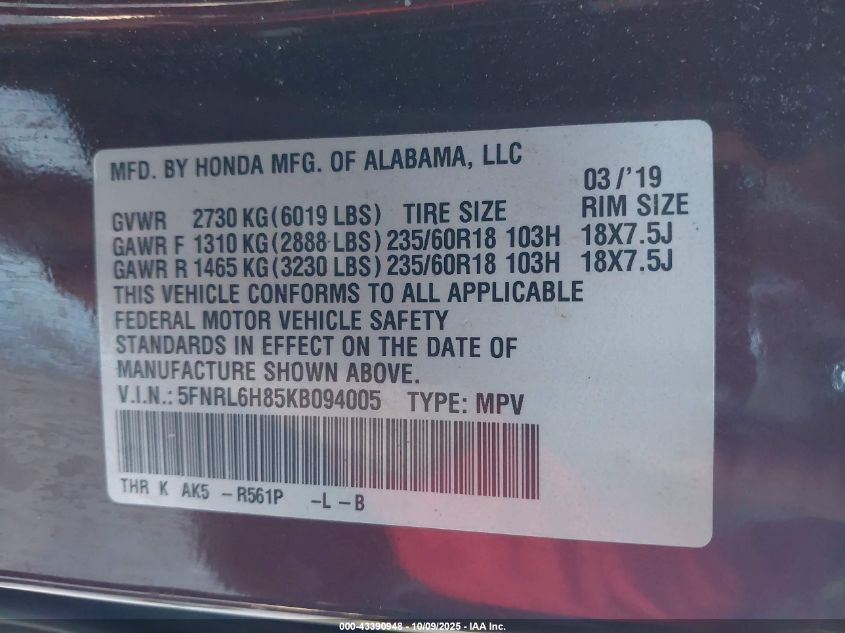 MFD. BY HONDA MFG. OF ALABAMA, LLC
03/'19
GVWR 2730 KG(6019 LBS) TIRE SIZE RIM SIZE
GAWR F 1310 KG(2888 LBS) 235/60R18 103H 18X7.5J
GAWR R 1465 KG(3230 LBS) 235/60R18 103H 18X7.5J
THIS VEHICLE CONFORMS TO ALL APPLICABLE
FEDERAL MOTOR VEHICLE SAFETY
STANDARDS IN EFFECT ON THE DATE OF
MANUFACTURE SHOWN ABOVE.
V.I.N.: 5FNRL6H85KB094005 TYPE: MPV
THR K AK5 -R561P -L-B
000-43390948 - 10/09/2025 - IAA Inc.